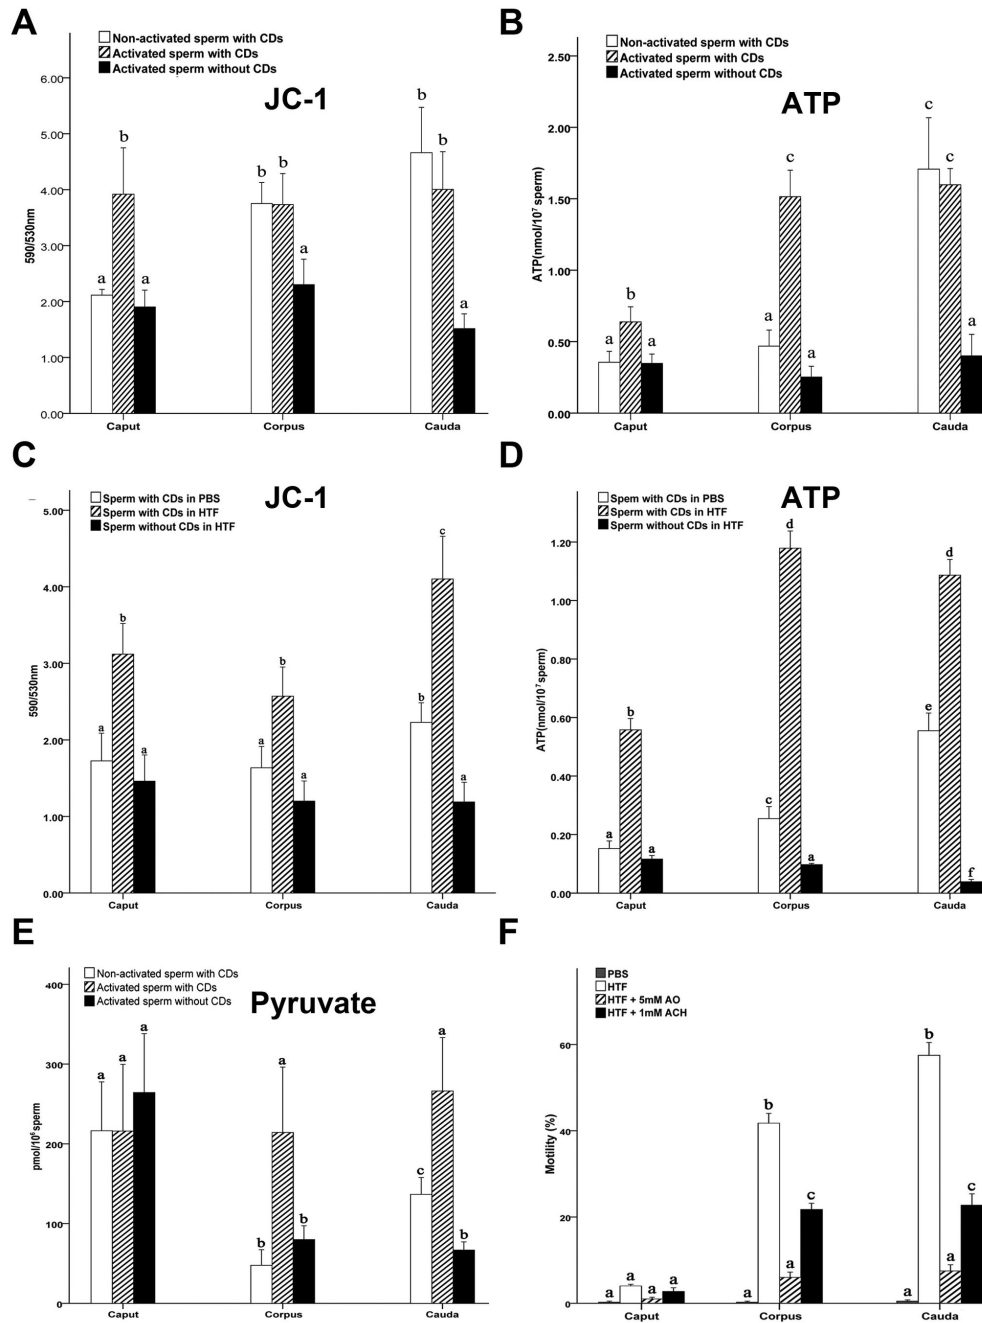 A
Non-activated sperm with CDs
Activated sperm with CDs
Activated sperm without CDs
JC-1
590/530nm
6.00
5.00
4.00
3.00
2.00
1.00
0.00
a b a
b b a
b b a
Caput Corpus Cauda
B
Non-activated sperm with CDs
Activated sperm with CDs
Activated sperm without CDs
ATP
ATP(nmol/10⁷ sperm)
2.50
2.00
1.50
1.00
0.50
0.00
a b a
a c a
c c a
Caput Corpus Cauda
C
Sperm with CDs in PBS
Sperm with CDs in HTF
Sperm without CDs in HTF
JC-1
590/530nm
5.00
4.00
3.00
2.00
1.00
0.00
a b a
a b a
b c a
Caput Corpus Cauda
D
Sperm with CDs in PBS
Sperm with CDs in HTF
Sperm without CDs in HTF
ATP
ATP(nmol/10⁷ sperm)
1.20
1.00
0.80
0.60
0.40
0.20
0.00
a b a
c d a
e d f
Caput Corpus Cauda
E
Non-activated sperm with CDs
Activated sperm with CDs
Activated sperm without CDs
Pyruvate
pmol/10⁶ sperm
400
300
200
100
0
a a a
b a b
c a b
Caput Corpus Cauda
F
PBS
HTF
HTF + 5mM AO
HTF + 1mM ACH
Motility (%)
60
40
20
0
a a a a
a b a c
a b a c
Caput Corpus Cauda